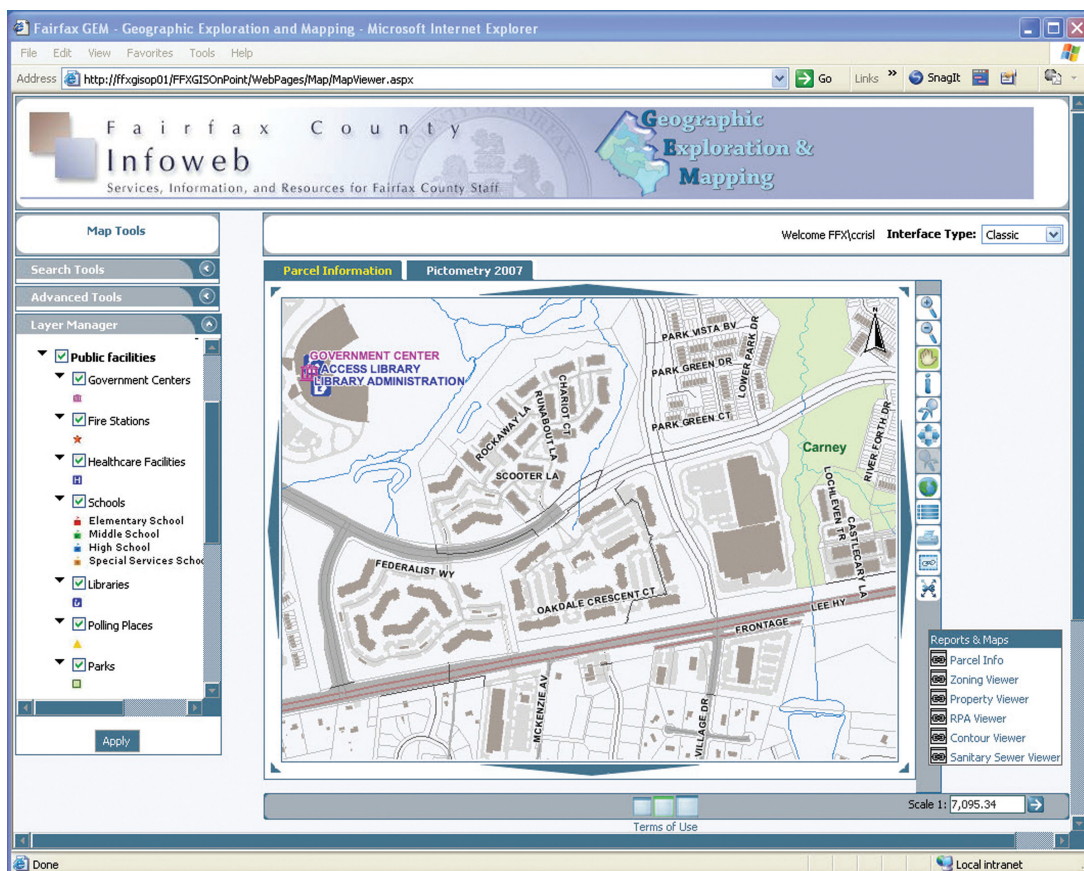 Fairfax GEM - Geographic Exploration and Mapping - Microsoft Internet Explorer
File Edit View Favorites Tools Help
Address http://ffxgisop01/FFXGISOnPoint/WebPages/Map/MapViewer.aspx Go Links » SnagIt
Fairfax County
Infoweb
Services, Information, and Resources for Fairfax County Staff
Geographic
Exploration &
Mapping
Map Tools
Welcome FFX\ccrisl Interface Type: Classic
Search Tools
Advanced Tools
Layer Manager
Public facilities
Government Centers
Fire Stations
Healthcare Facilities
H
Schools
Elementary School
Middle School
High School
Special Services Schoo
Libraries
Polling Places
Parks
Apply
Parcel Information Pictometry 2007
GOVERNMENT CENTER
ACCESS LIBRARY
LIBRARY ADMINISTRATION
N
PARK VISTA BV
PARK GREEN DR
LOWER PARK DR
PARK GREEN CT
CHARIOT CT
RUNABOUT LA
ROCKAWAY LA
SCOOTER LA
Carney
RIVER FORTH DR
LOCHLEVEN TR
CASTLECARY LA
FEDERALIST WY
OAKDALE CRESCENT CT
LEE HY
FRONTAGE
MCKENZIE AV
VILLAGE DR
Reports & Maps
Parcel Info
Zoning Viewer
Property Viewer
RPA Viewer
Contour Viewer
Sanitary Sewer Viewer
Scale 1: 7,095.34
Terms of Use
Done Local intranet